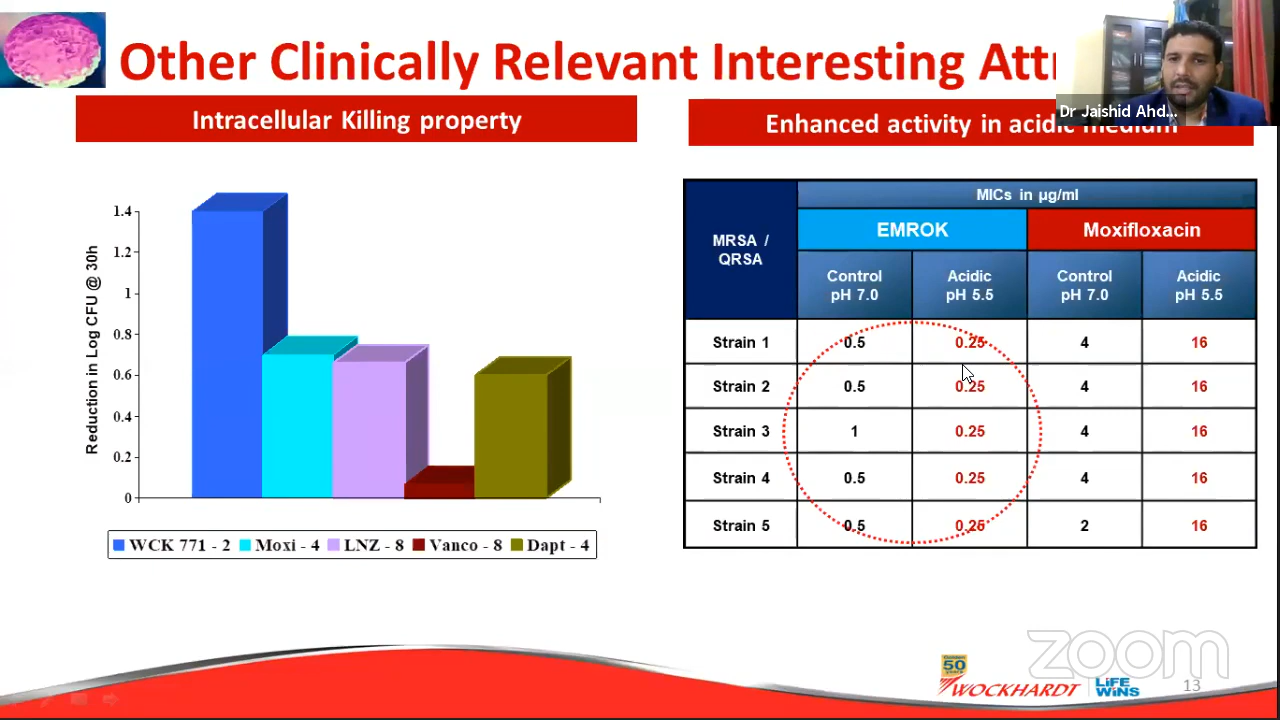 Other Clinically Relevant Interesting Att
Dr Jaishid Ahd...
Intracellular Killing property
Enhanced activity in acidic medium
Reduction in Log CFU @ 30h
1.4
1.2
1
0.8
0.6
0.4
0.2
0
WCK 771 - 2 Moxi - 4 LNZ - 8 Vanco - 8 Dapt - 4
MRSA / QRSA
MICs in µg/ml
EMROK Moxifloxacin
Control pH 7.0 Acidic pH 5.5 Control pH 7.0 Acidic pH 5.5
Strain 1 0.5 0.25 4 16
Strain 2 0.5 0.25 4 16
Strain 3 1 0.25 4 16
Strain 4 0.5 0.25 4 16
Strain 5 0.5 0.25 2 16
zoom
Golden
50
years
WOCKHARDT
LiFE
WiNS
13